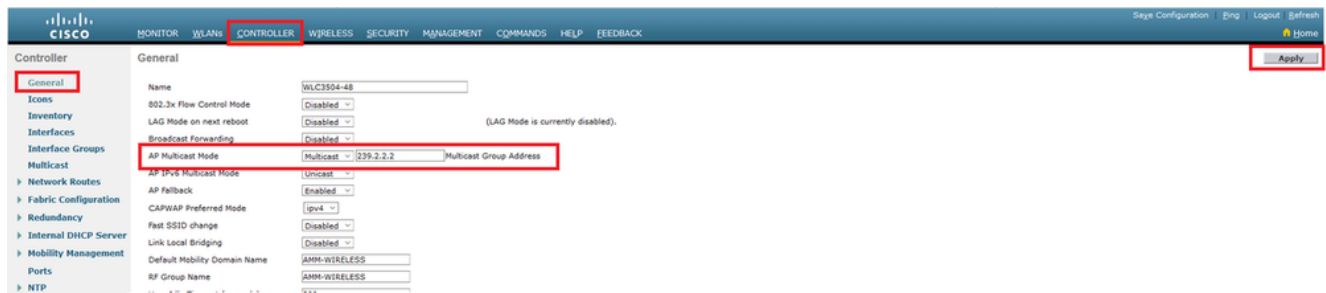 Save Configuration Ping Logout Refresh
CISCO
MONITOR WLANs CONTROLLER WIRELESS SECURITY MANAGEMENT COMMANDS HELP FEEDBACK
Home
Controller
General
Apply
General
Icons
Inventory
Interfaces
Interface Groups
Multicast
Network Routes
Fabric Configuration
Redundancy
Internal DHCP Server
Mobility Management
Ports
NTP
Name WLC3504-48
802.3x Flow Control Mode Disabled
LAG Mode on next reboot Disabled (LAG Mode is currently disabled).
Broadcast Forwarding Disabled
AP Multicast Mode Multicast 239.2.2.2 Multicast Group Address
AP IPv6 Multicast Mode Unicast
AP Fallback Enabled
CAPWAP Preferred Mode ipv4
Fast SSID change Disabled
Link Local Bridging Disabled
Default Mobility Domain Name AMM-WIRELESS
RF Group Name AMM-WIRELESS